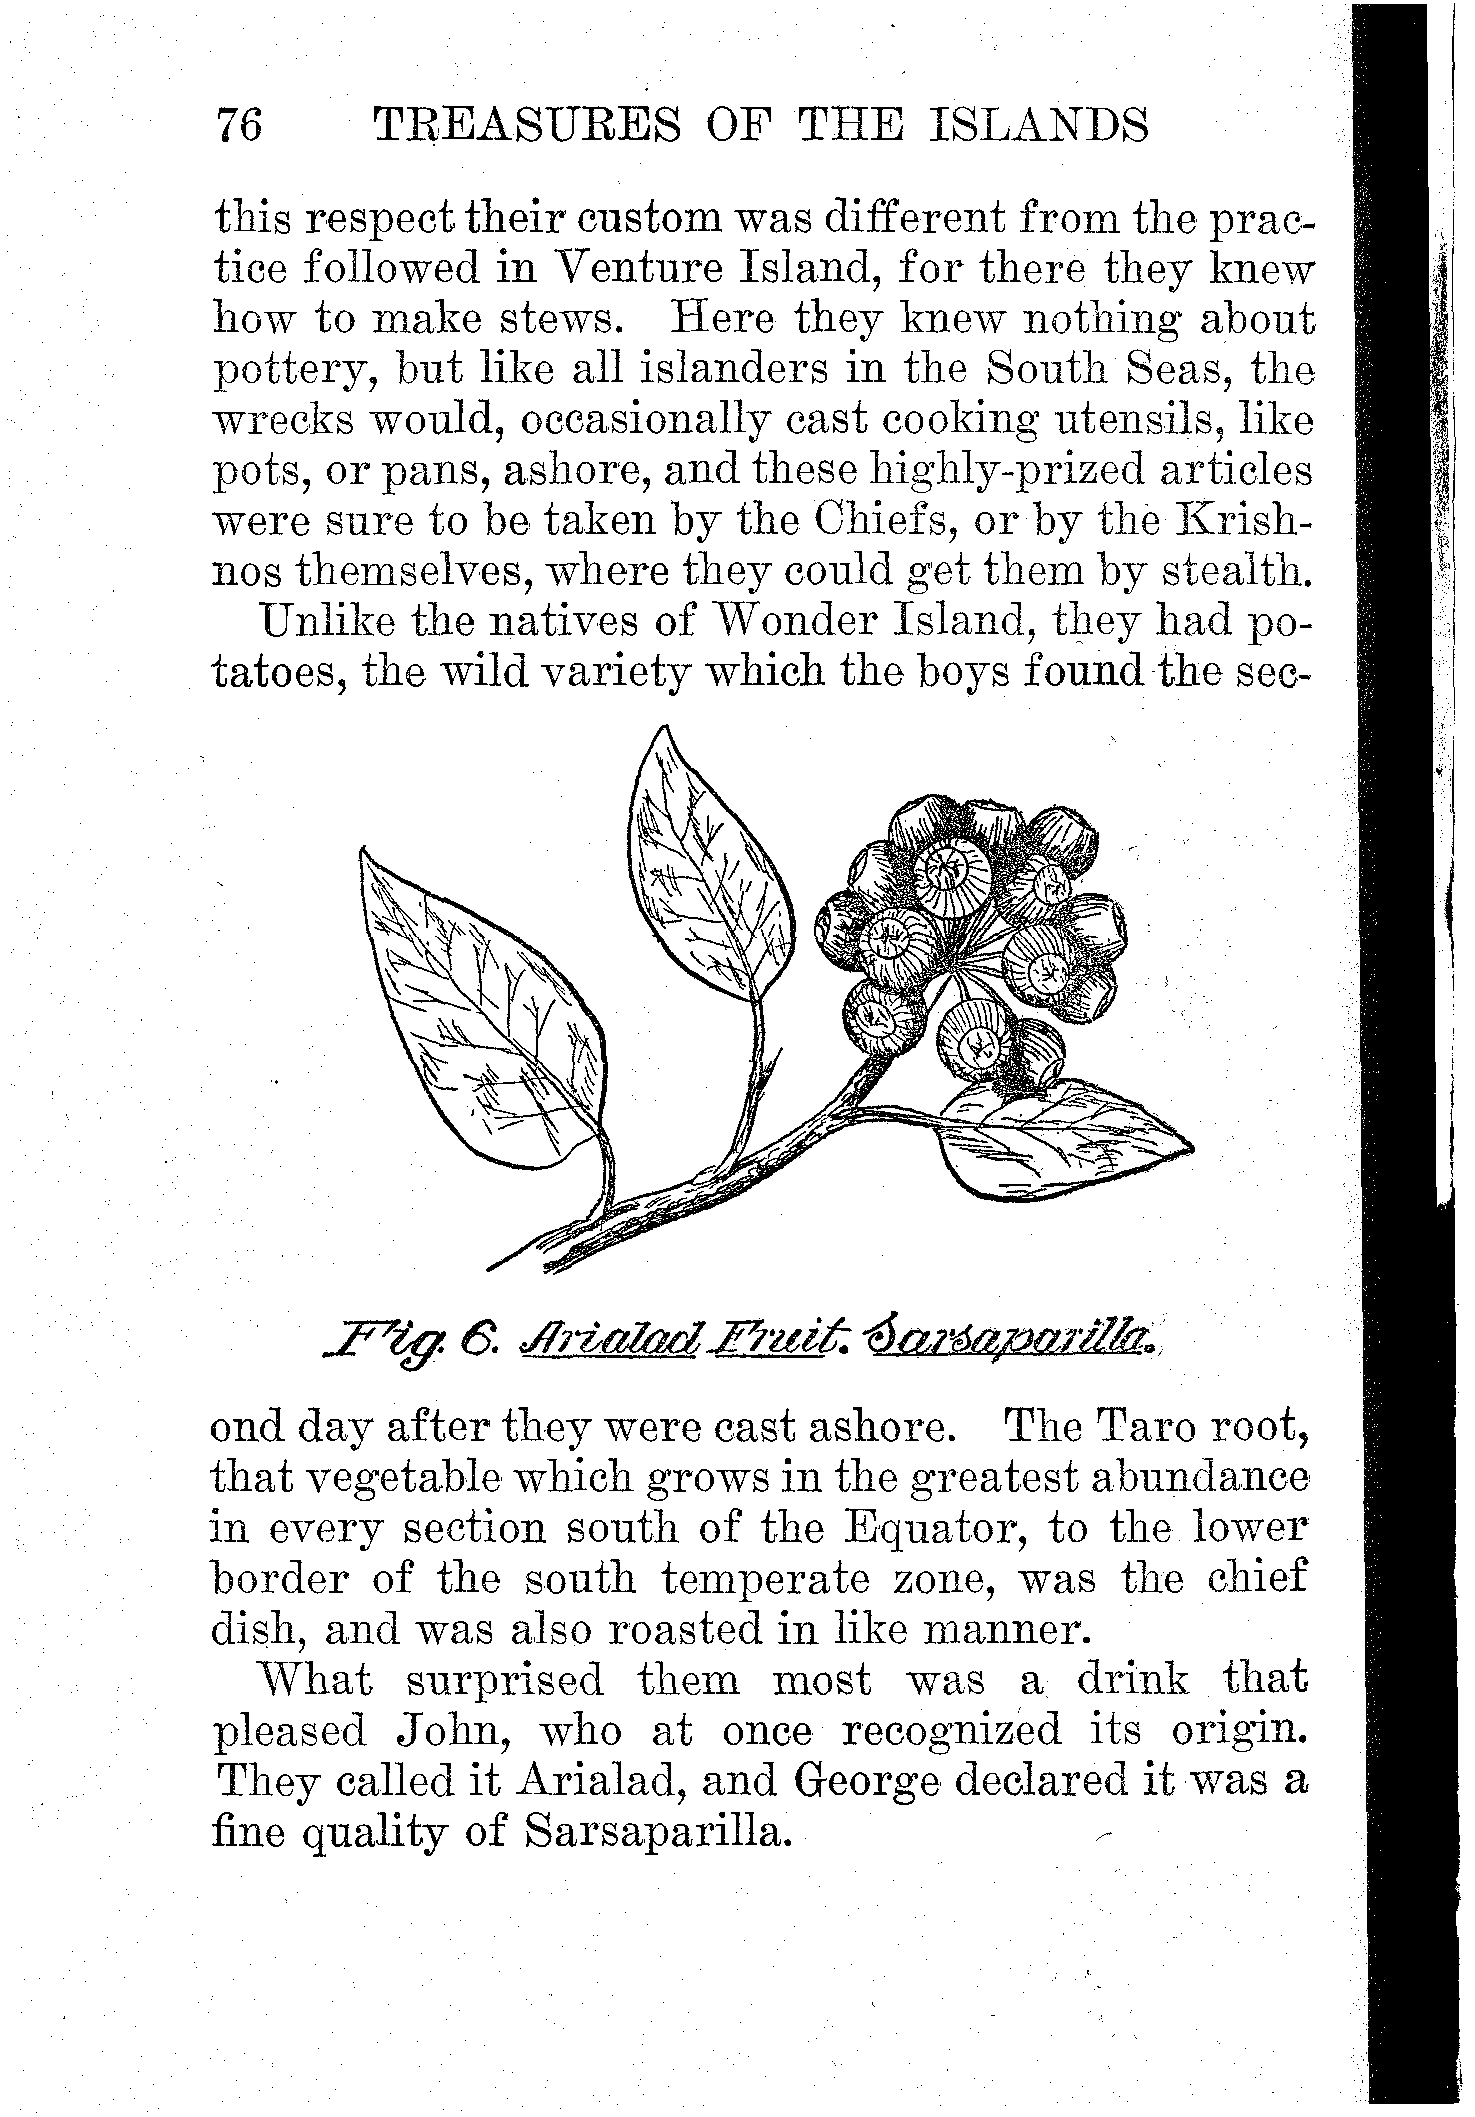 76 TREASURES OF THE ISLANDS
this respect their custom was different from the prac-
tice followed in Venture Island, for there they knew
how to make stews. Here they knew nothing about
pottery, but like all islanders in the South Seas, the
wrecks would, occasionally cast cooking utensils, like
pots, or pans, ashore, and these highly-prized articles
were sure to be taken by the Chiefs, or by the Krish-
nos themselves, where they could get them by stealth.
Unlike the natives of Wonder Island, they had po-
tatoes, the wild variety which the boys found the sec-
Fig. 6. Arialad Fruit. Sarsaparilla.
ond day after they were cast ashore. The Taro root,
that vegetable which grows in the greatest abundance
in every section south of the Equator, to the lower
border of the south temperate zone, was the chief
dish, and was also roasted in like manner.
What surprised them most was a drink that
pleased John, who at once recognized its origin.
They called it Arialad, and George declared it was a
fine quality of Sarsaparilla.